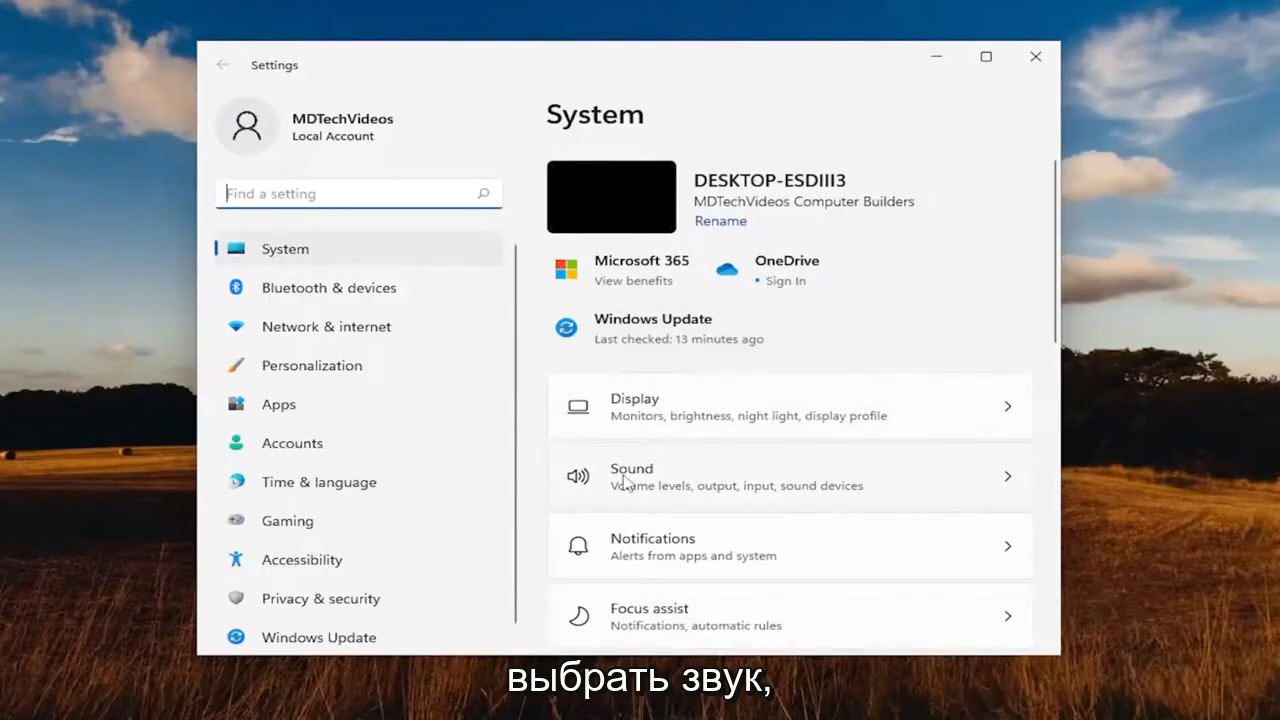 Settings
MDTechVideos
Local Account
Find a setting
System
Bluetooth & devices
Network & internet
Personalization
Apps
Accounts
Time & language
Gaming
Accessibility
Privacy & security
Windows Update
System
DESKTOP-ESDIII3
MDTechVideos Computer Builders
Rename
Microsoft 365
View benefits
OneDrive
• Sign In
Windows Update
Last checked: 13 minutes ago
Display
Monitors, brightness, night light, display profile
Sound
Volume levels, output, input, sound devices
Notifications
Alerts from apps and system
Focus assist
Notifications, automatic rules
выбрать звук,